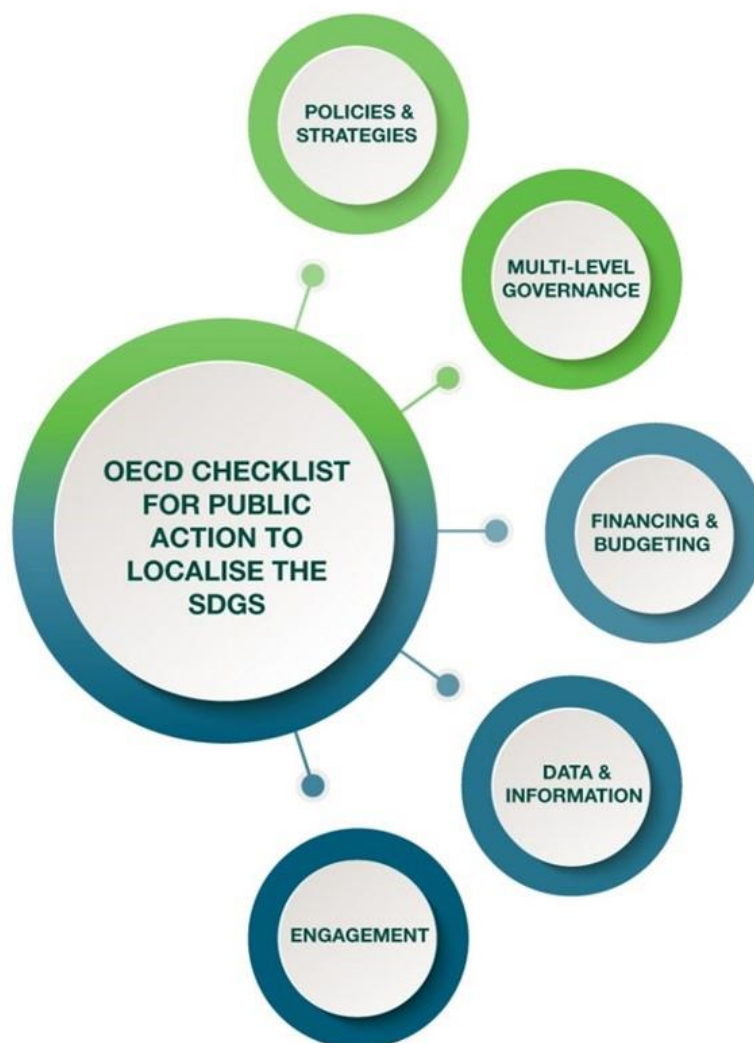 POLICIES &
STRATEGIES
MULTI-LEVEL
GOVERNANCE
OECD CHECKLIST
FOR PUBLIC
ACTION TO
LOCALISE THE
SDGS
FINANCING &
BUDGETING
DATA &
INFORMATION
ENGAGEMENT